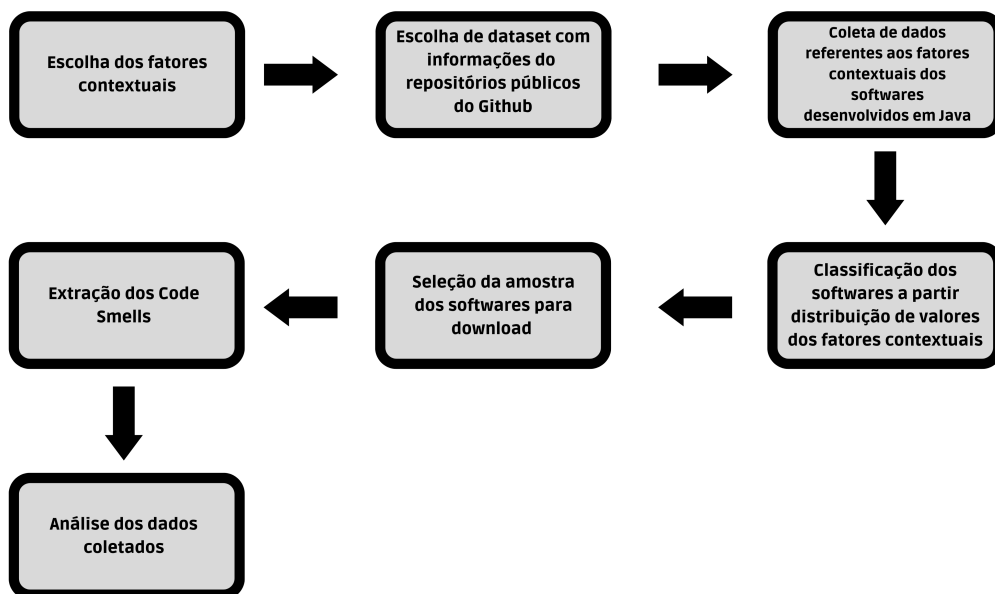 Escolha dos fatores
contextuais
Escolha de dataset com
informações do
repositórios públicos
do Github
Coleta de dados
referentes aos fatores
contextuais dos
softwares
desenvolvidos em Java
Classificação dos
softwares a partir
distribuição de valores
dos fatores contextuais
Seleção da amostra
dos softwares para
download
Extração dos Code
Smells
Análise dos dados
coletados